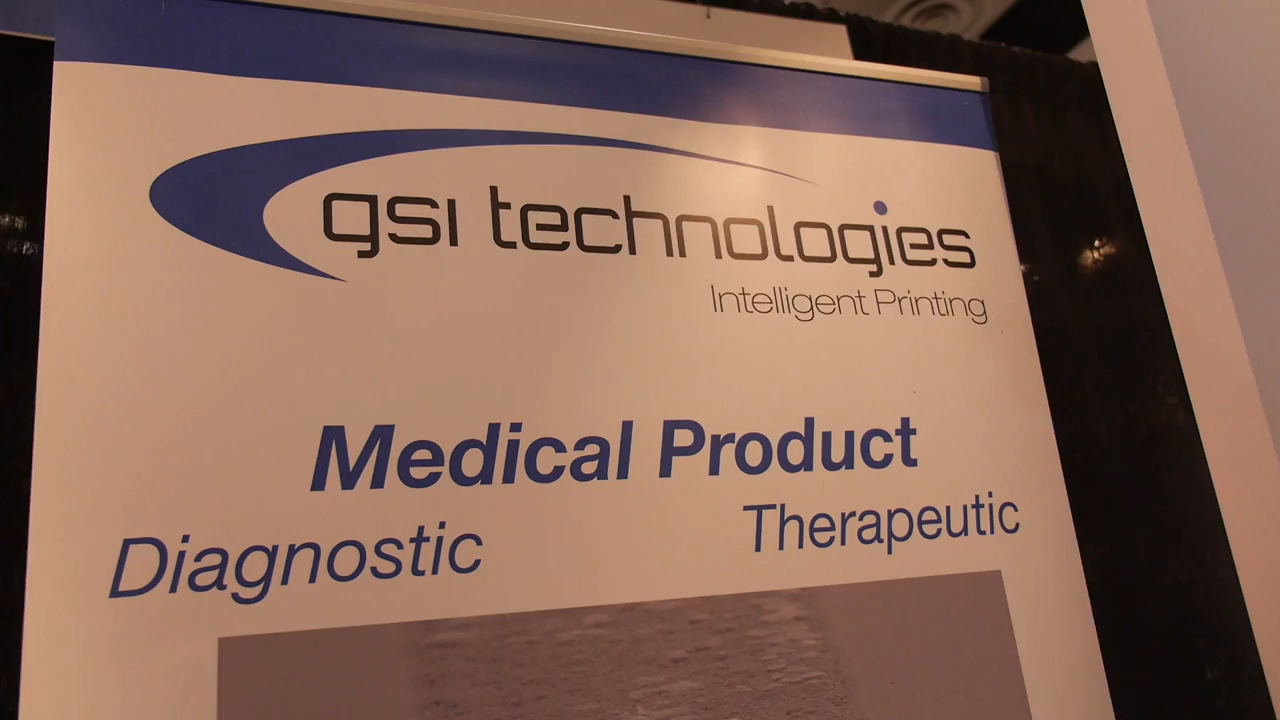 gsi technologies
Intelligent Printing
Medical Product
Diagnostic
Therapeutic